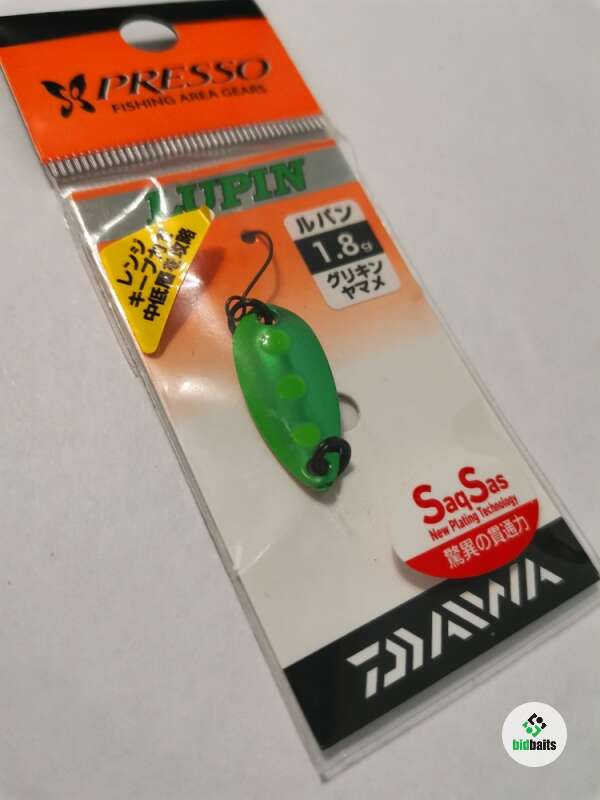 PRESSO
FISHING AREA GEARS
LUPIN
レンジ
キープ力
中低層
攻略
ルパン
1.8g
グリキン
ヤマメ
SaqSas
New Plating Technology
驚異の貫通力
DAIWA
bidbaits